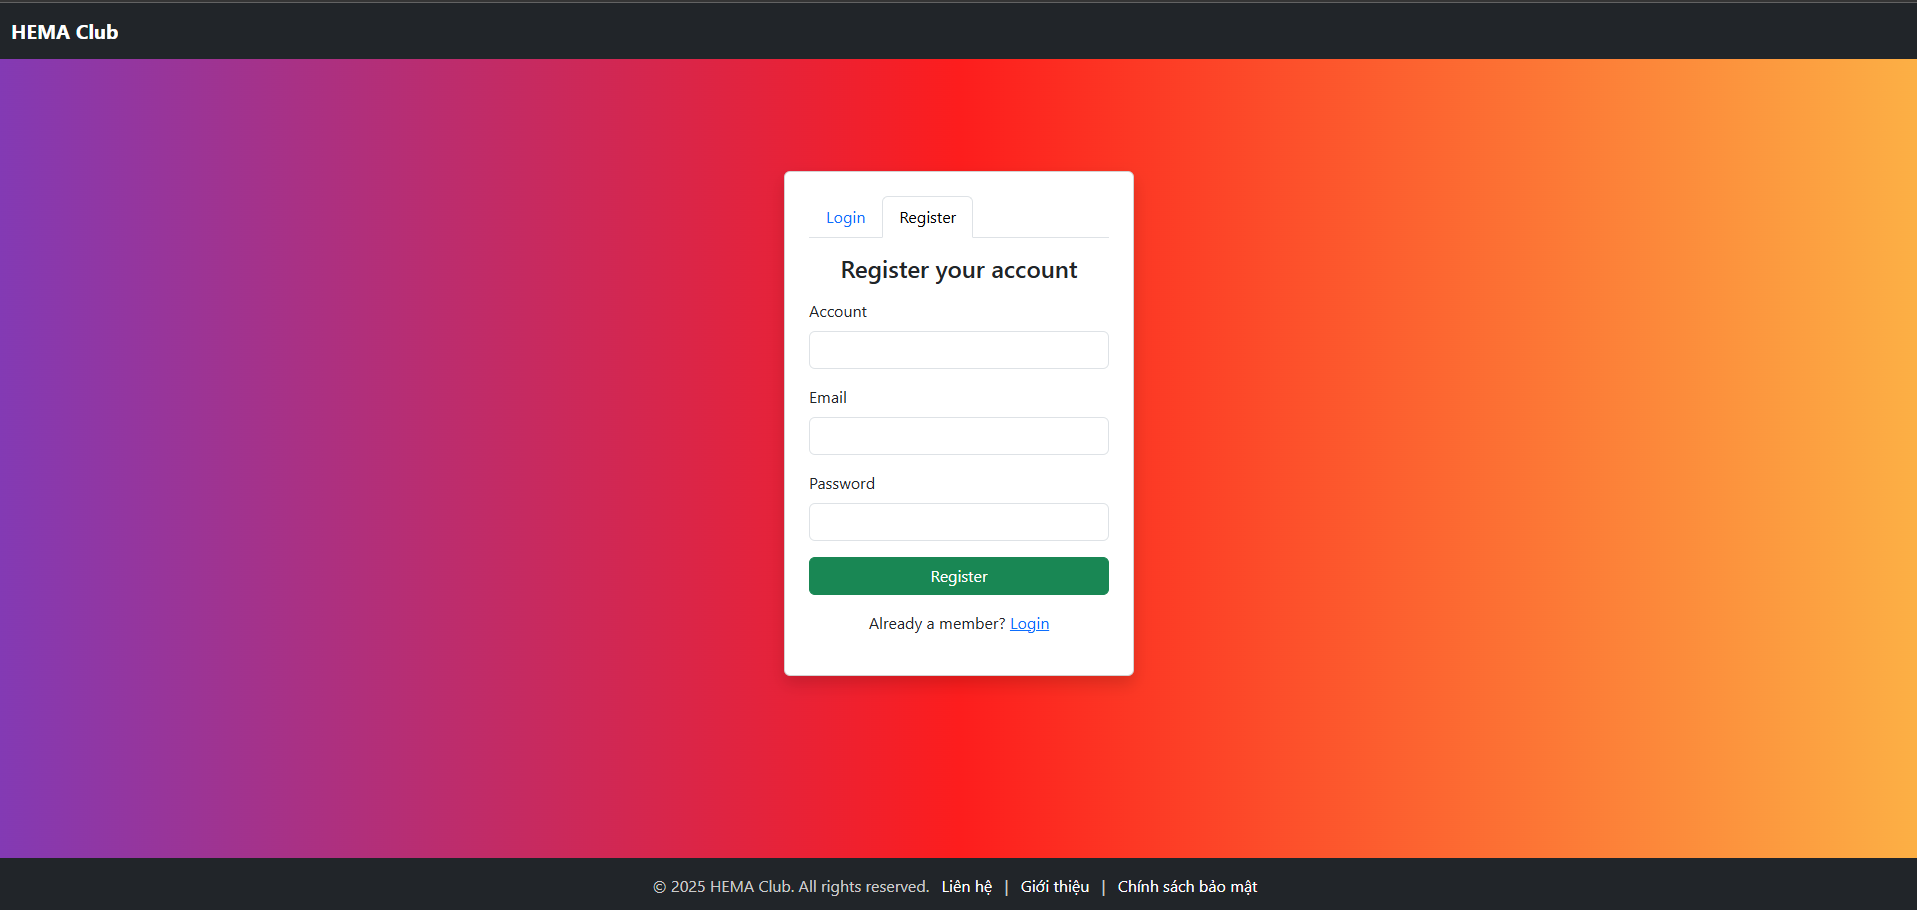 HEMA Club
Login Register
Register your account
Account
Email
Password
Register
Already a member? Login
© 2025 HEMA Club. All rights reserved. Liên hệ | Giới thiệu | Chính sách bảo mật